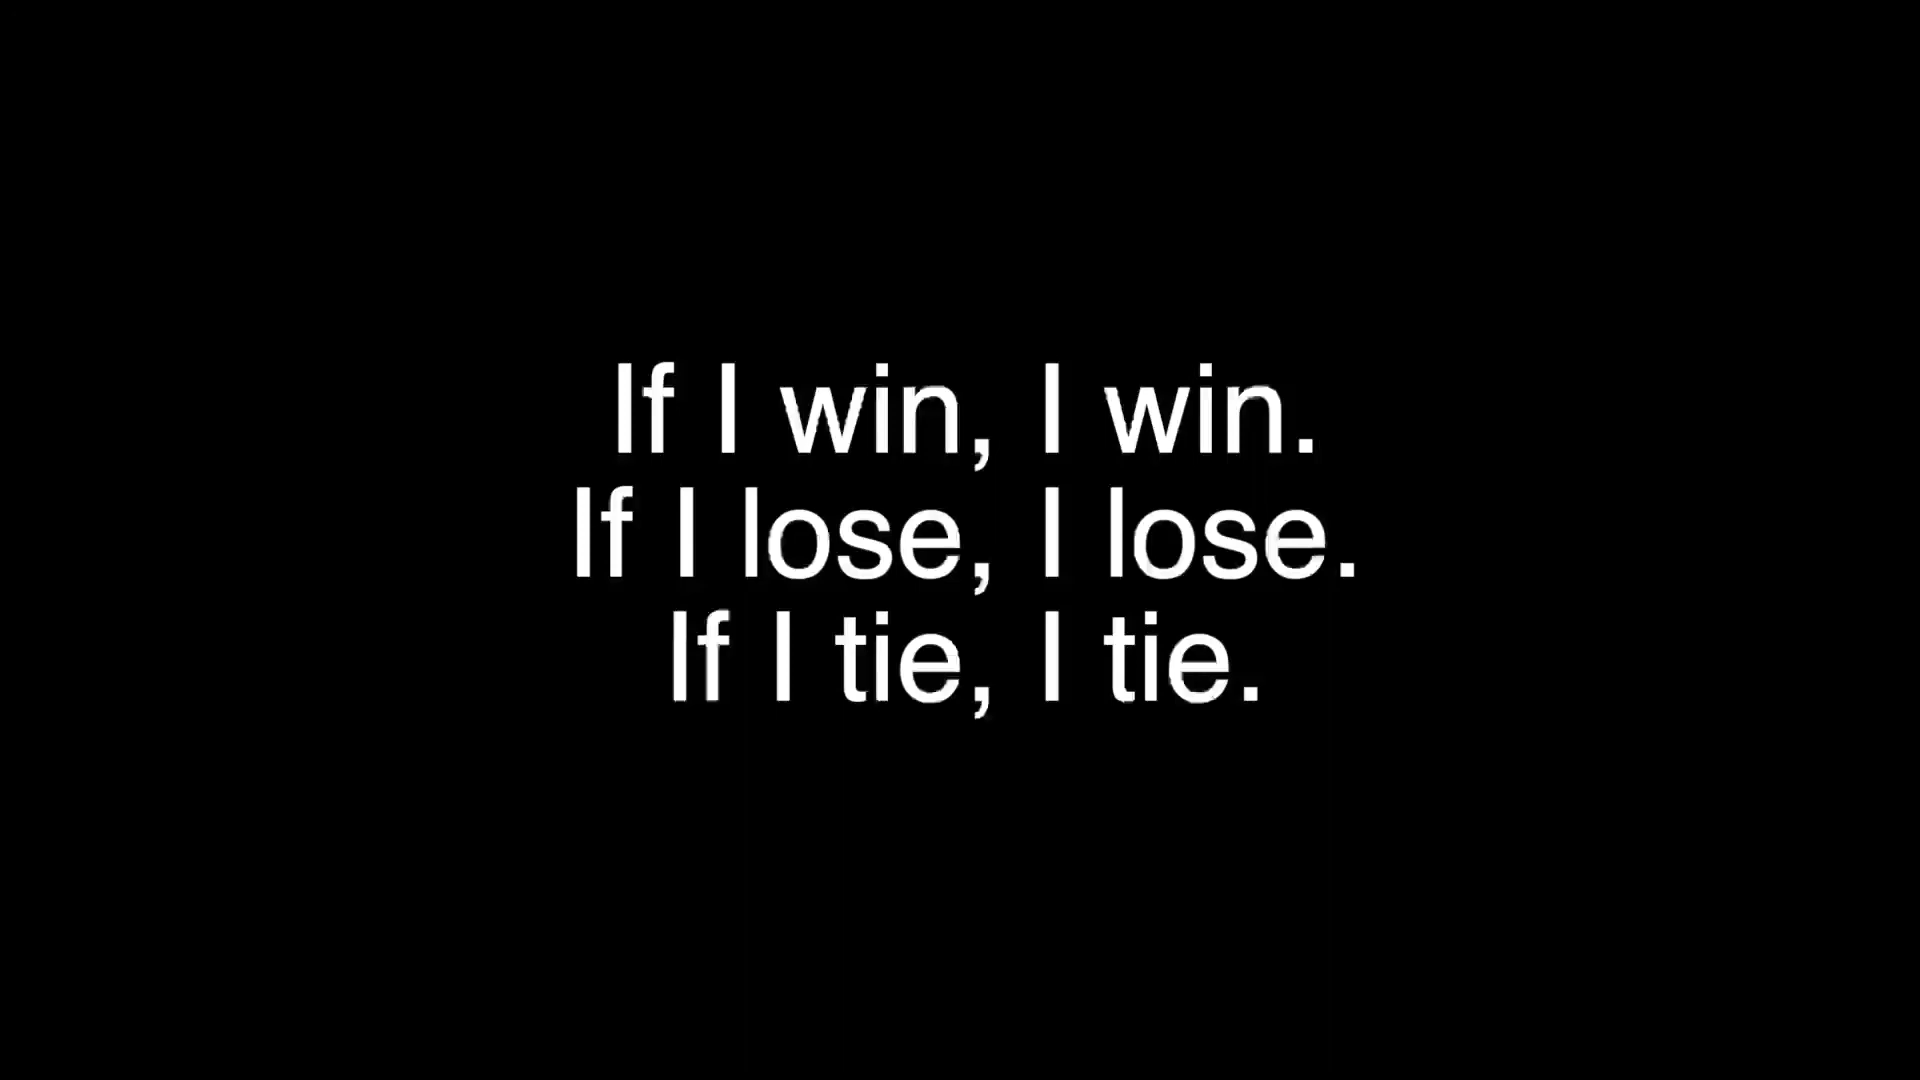 If I win, I win.
If I lose, I lose.
If I tie, I tie.